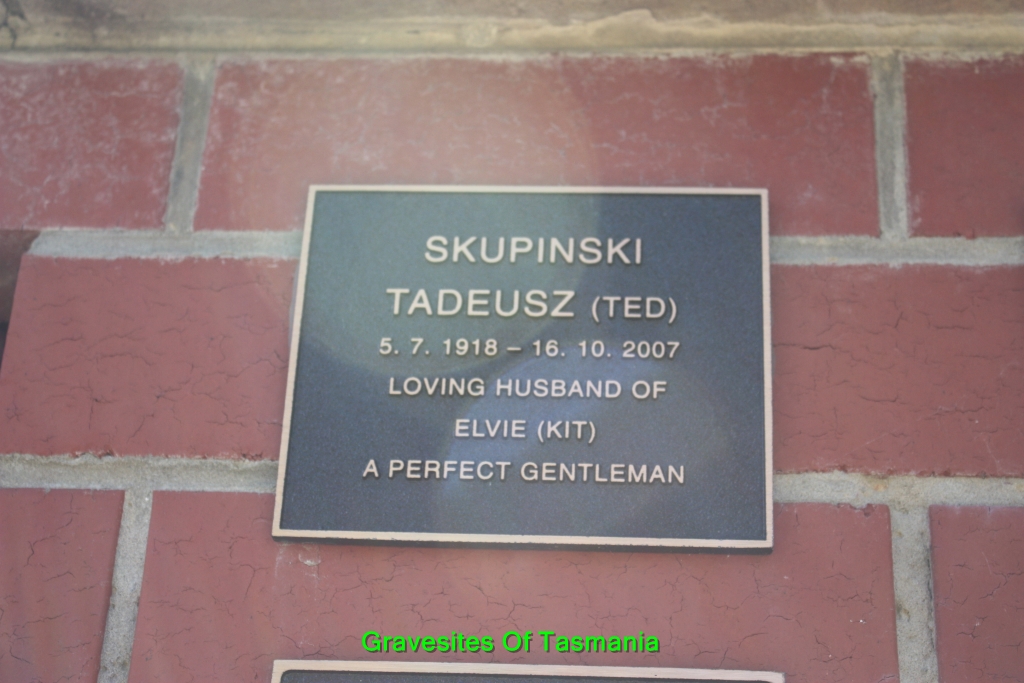 SKUPINSKI
TADEUSZ (TED)
5. 7. 1918 – 16. 10. 2007
LOVING HUSBAND OF
ELVIE (KIT)
A PERFECT GENTLEMAN
Gravesites Of Tasmania